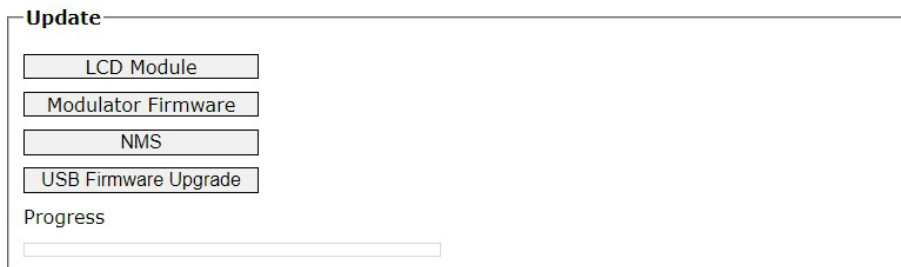 Update
LCD Module
Modulator Firmware
NMS
USB Firmware Upgrade
Progress